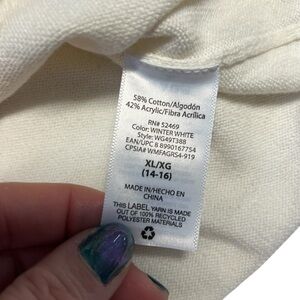 58% Cotton/Algodón
42% Acrylic/Fibra Acrílica
RN# 52469
Color: WINTER WHITE
Style: WG49T388
EAN/UPC 8 8990167754
CPSIA# WMFAGRS4-919
XL/XG
(14-16)
MADE IN/HECHO EN
CHINA
THIS LABEL YARN IS MADE
OUT OF 100% RECYCLED
POLYESTER MATERIALS